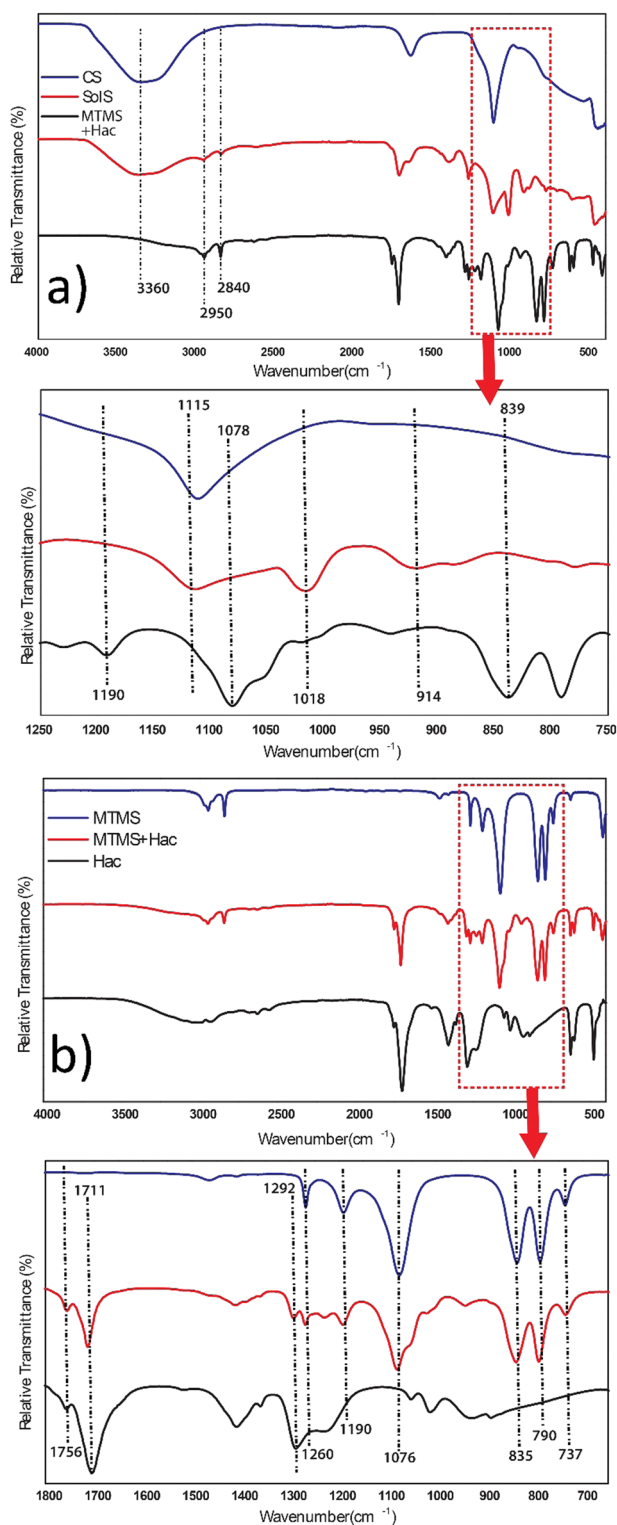 CS
SolS
MTMS
+Hac
Relative Transmittance (%)
a)
3360
2950
2840
4000 3500 3000 2500 2000 1500 1000 500
Wavenumber(cm⁻¹)
1115
1078
839
Relative Transmittance (%)
1190
1018
914
1250 1200 1150 1100 1050 1000 950 900 850 800 750
Wavenumber(cm⁻¹)
MTMS
MTMS+Hac
Hac
Relative Transmittance (%)
b)
4000 3500 3000 2500 2000 1500 1000 500
Wavenumber(cm⁻¹)
1711
1292
Relative Transmittance (%)
1756
1260
1190
1076
835
790
737
1800 1700 1600 1500 1400 1300 1200 1100 1000 900 800 700
Wavenumber(cm⁻¹)